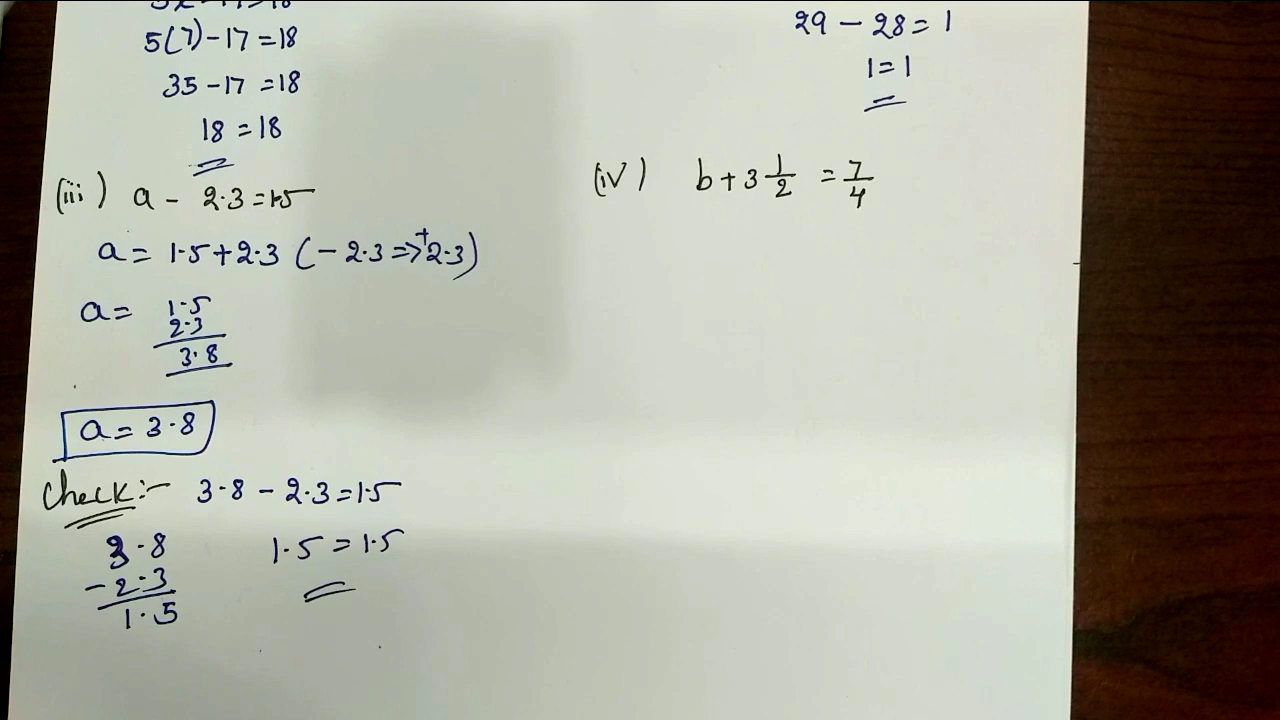 5(7)-17=18
35-17=18
18=18
(iii) a - 2.3=1.5
a= 1.5+2.3 (-2.3=>+2.3)
a= 1.5
2.3
3.8
a=3.8
Check:- 3.8-2.3=1.5
3.8
-2.3
1.5
1.5=1.5
29-28=1
1=1
(iv) b+3 1/2 = 7/4